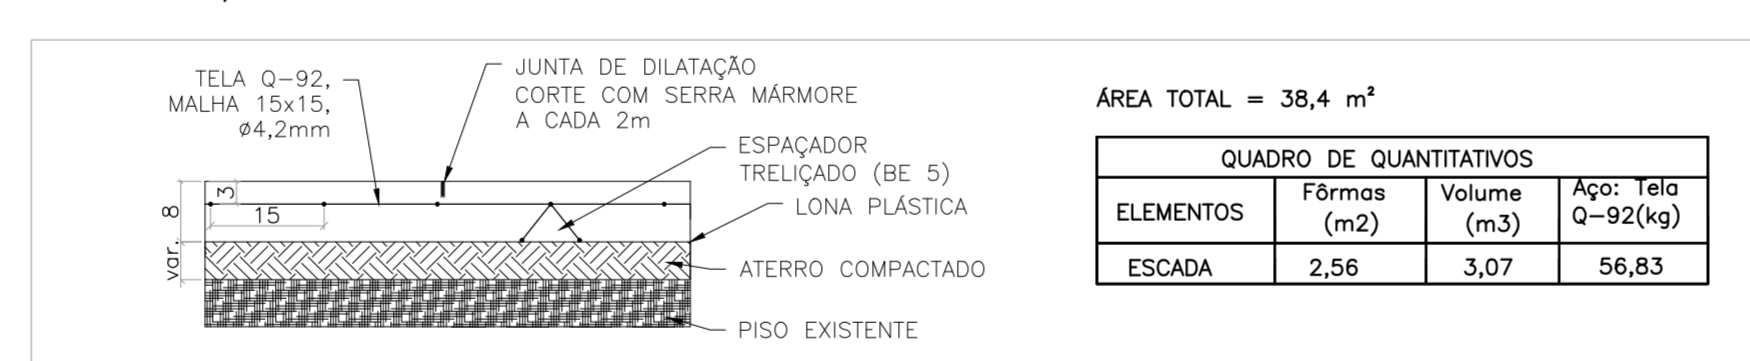 TELA Q-92,
MALHA 15x15,
ø4,2mm
JUNTA DE DILATAÇÃO
CORTE COM SERRA MÁRMORE
A CADA 2m
ESPAÇADOR
TRELIÇADO (BE 5)
LONA PLÁSTICA
ATERRO COMPACTADO
PISO EXISTENTE
3
15
8
var.
ÁREA TOTAL = 38,4 m²
QUADRO DE QUANTITATIVOS
ELEMENTOS Fôrmas (m2) Volume (m3) Aço: Tela Q-92(kg)
ESCADA 2,56 3,07 56,83